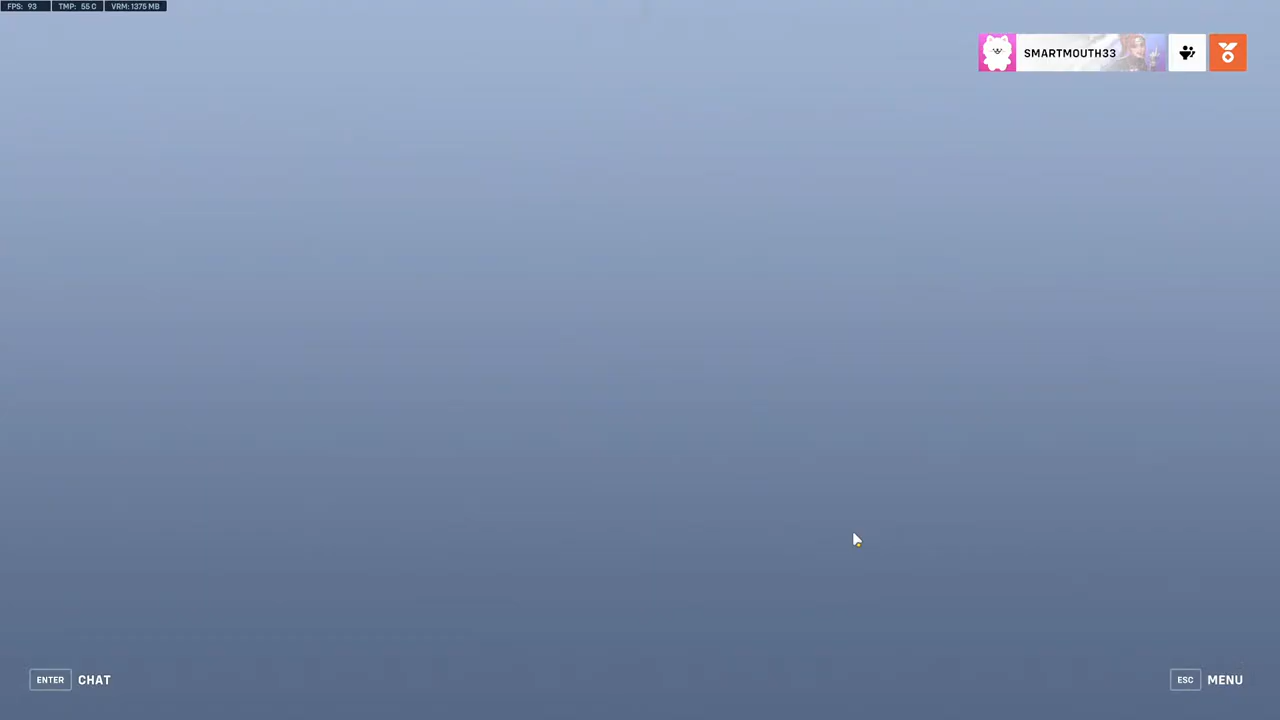 FPS: 93 TMP: 55 C VRM: 1375 MB
SMARTMOUTH33
ENTER CHAT
ESC MENU